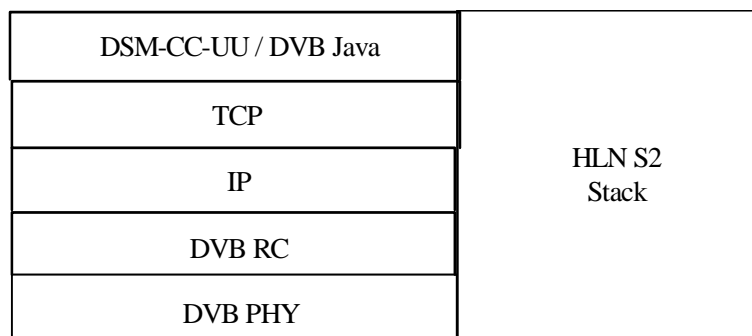 DSM-CC-UU / DVB Java
TCP
IP
DVB RC
DVB PHY
HLN S2
Stack